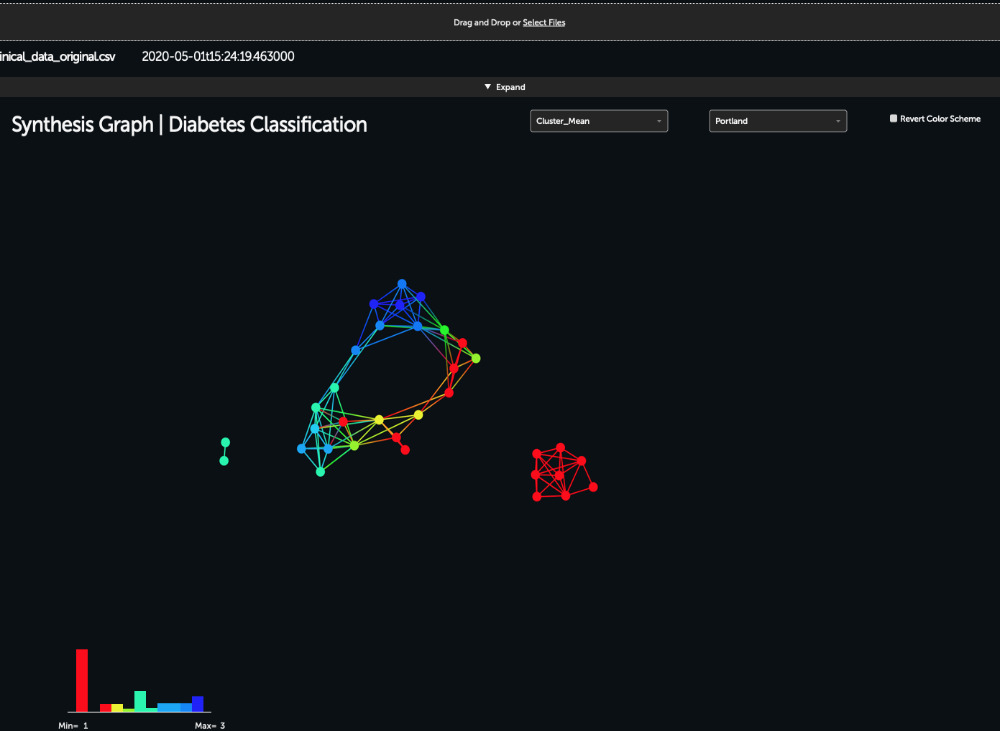 Drag and Drop or Select Files
inical_data_original.csv 2020-05-01t15:24:19.463000
▼ Expand
Synthesis Graph | Diabetes Classification
Cluster_Mean
Portland
Revert Color Scheme
Min= 1
Max= 3